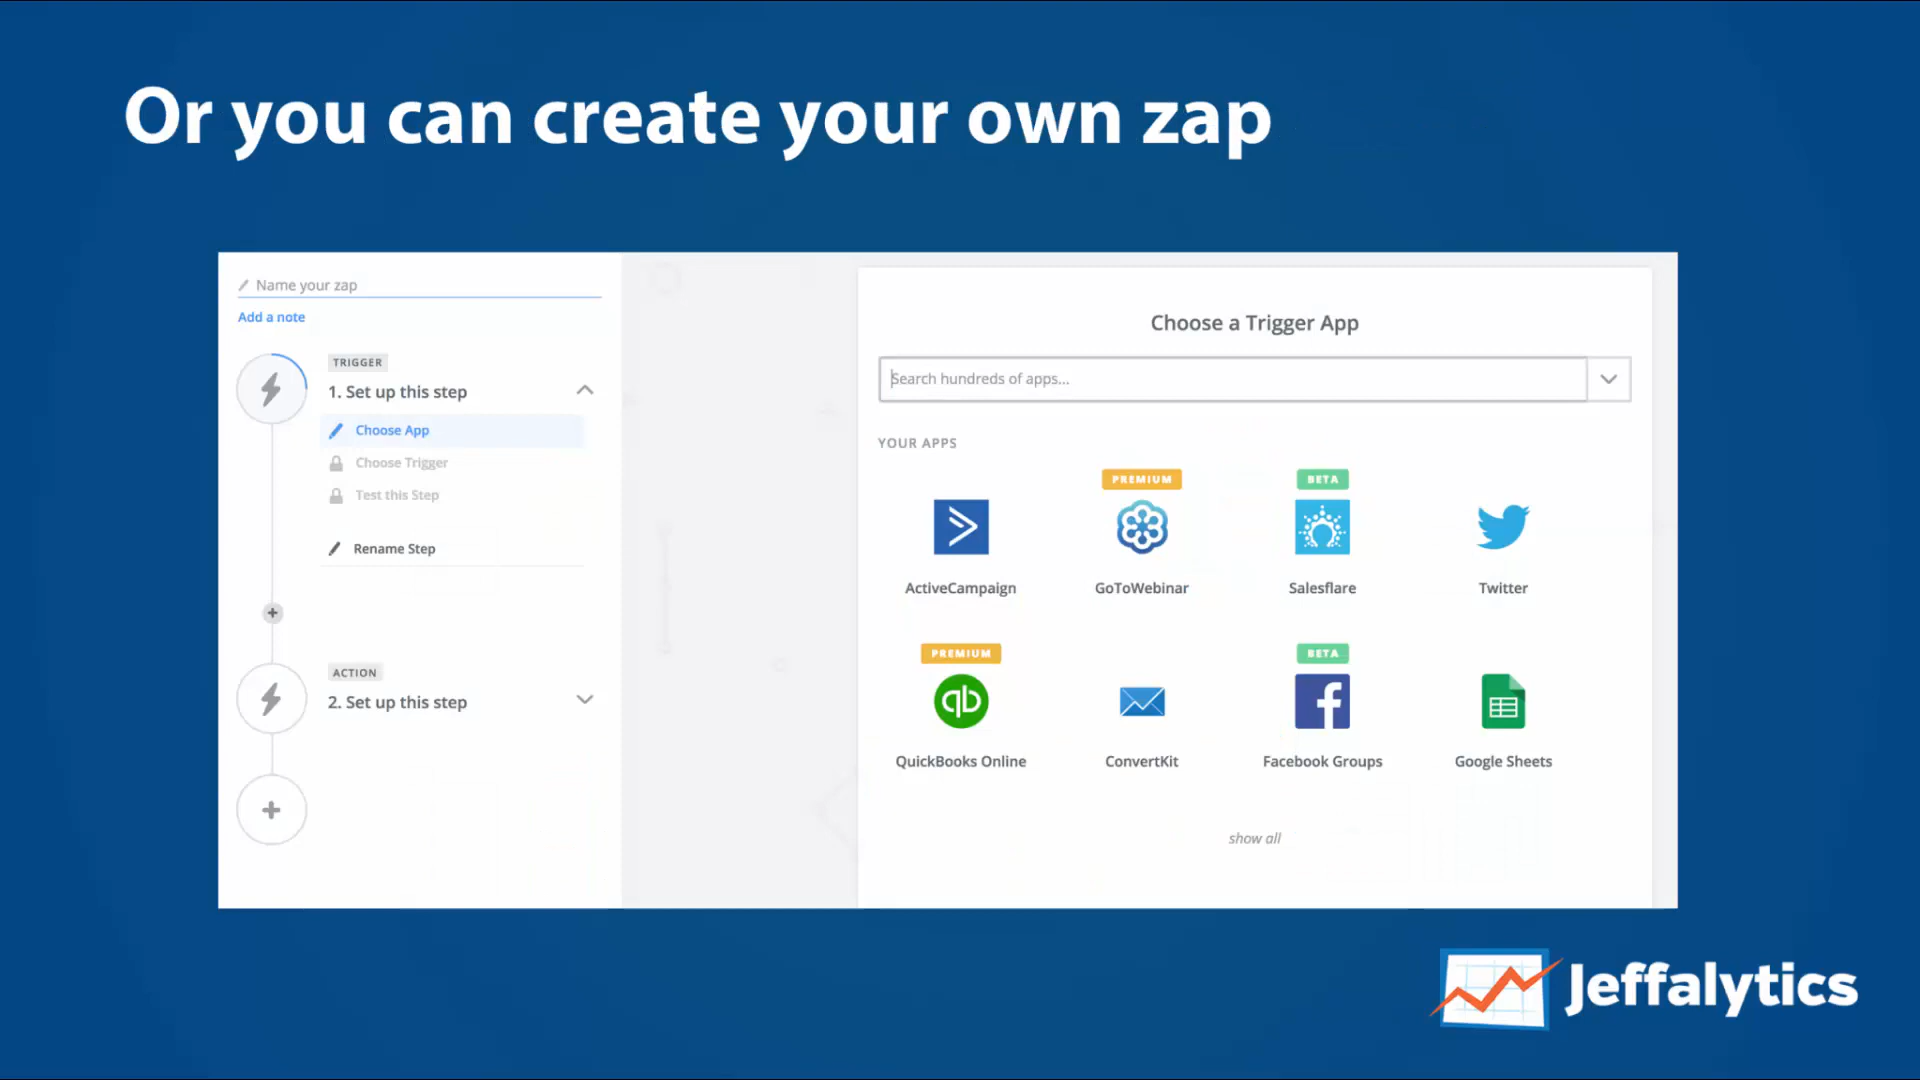 Or you can create your own zap
Name your zap
Add a note
TRIGGER
1. Set up this step
Choose App
Choose Trigger
Test this Step
Rename Step
ACTION
2. Set up this step
Choose a Trigger App
Search hundreds of apps...
YOUR APPS
PREMIUM
BETA
ActiveCampaign
GoToWebinar
Salesflare
Twitter
PREMIUM
BETA
qb
QuickBooks Online
ConvertKit
Facebook Groups
Google Sheets
show all
Jeffalytics